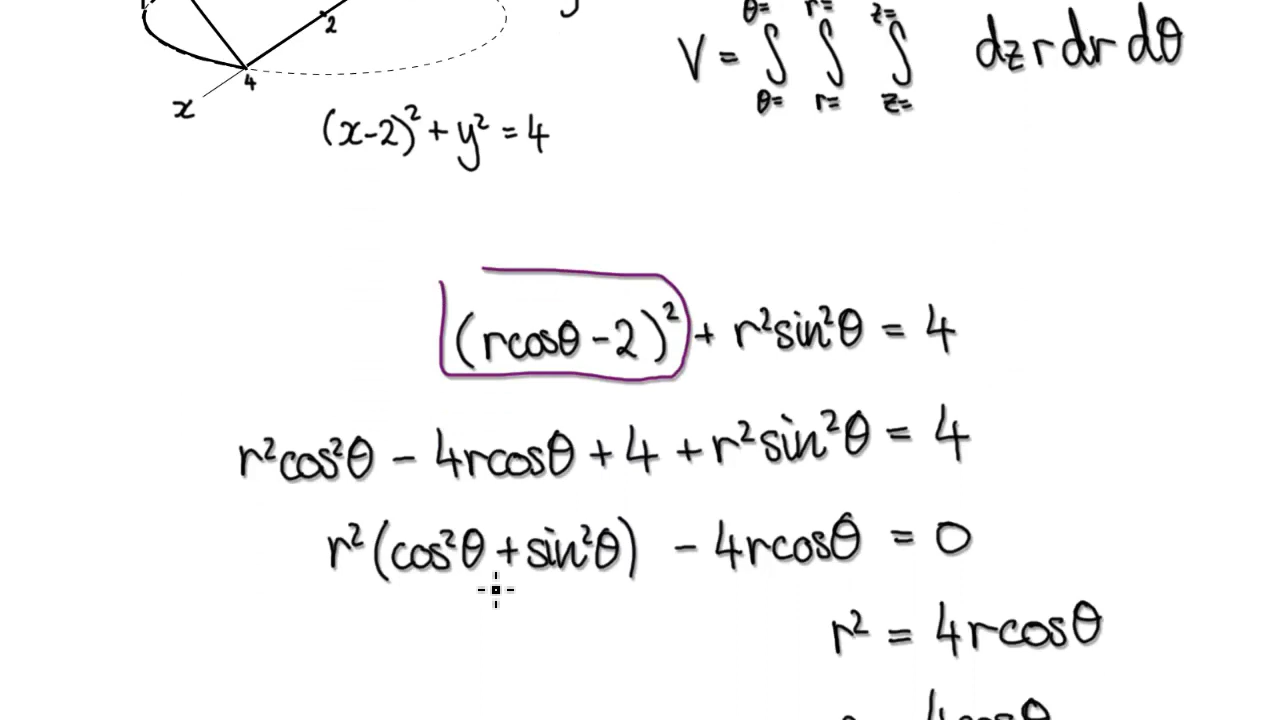 y
2
4
x
θ= r= z=
V = ∫ ∫ ∫ dz r dr dθ
θ= r= z=
(x-2)² + y² = 4
(rcosθ - 2)² + r²sin²θ = 4
r²cos²θ - 4rcosθ + 4 + r²sin²θ = 4
r²(cos²θ + sin²θ) - 4rcosθ = 0
r² = 4rcosθ
4cosθ